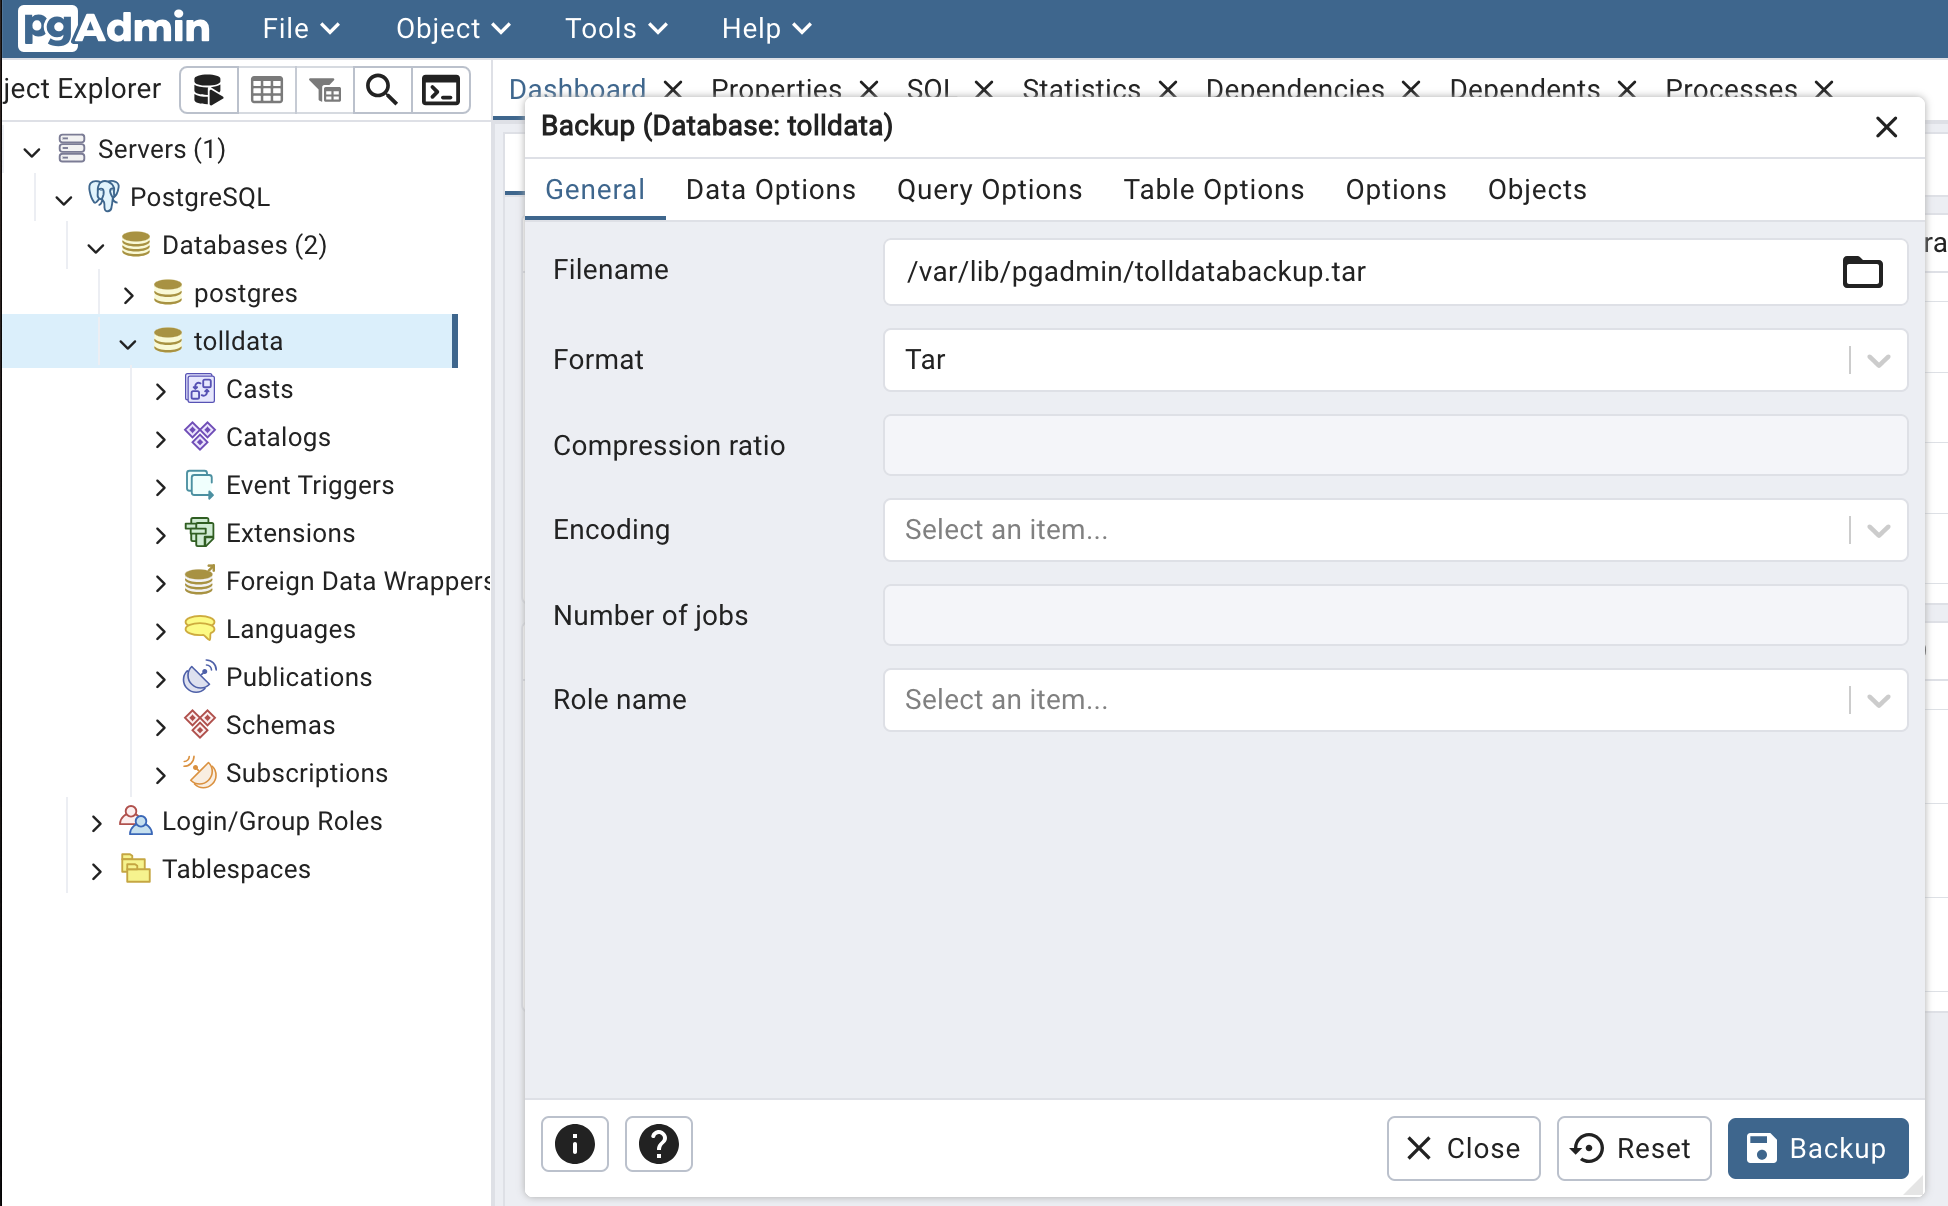 pgAdmin File Object Tools Help
ject Explorer
Dashboard Properties SQL Statistics Dependencies Dependents Processes
Backup (Database: tolldata)
General Data Options Query Options Table Options Options Objects
Servers (1)
PostgreSQL
Databases (2)
postgres
tolldata
Casts
Catalogs
Event Triggers
Extensions
Foreign Data Wrappers
Languages
Publications
Schemas
Subscriptions
Login/Group Roles
Tablespaces
Filename /var/lib/pgadmin/tolldatabackup.tar
Format Tar
Compression ratio
Encoding Select an item...
Number of jobs
Role name Select an item...
ra
Close Reset Backup